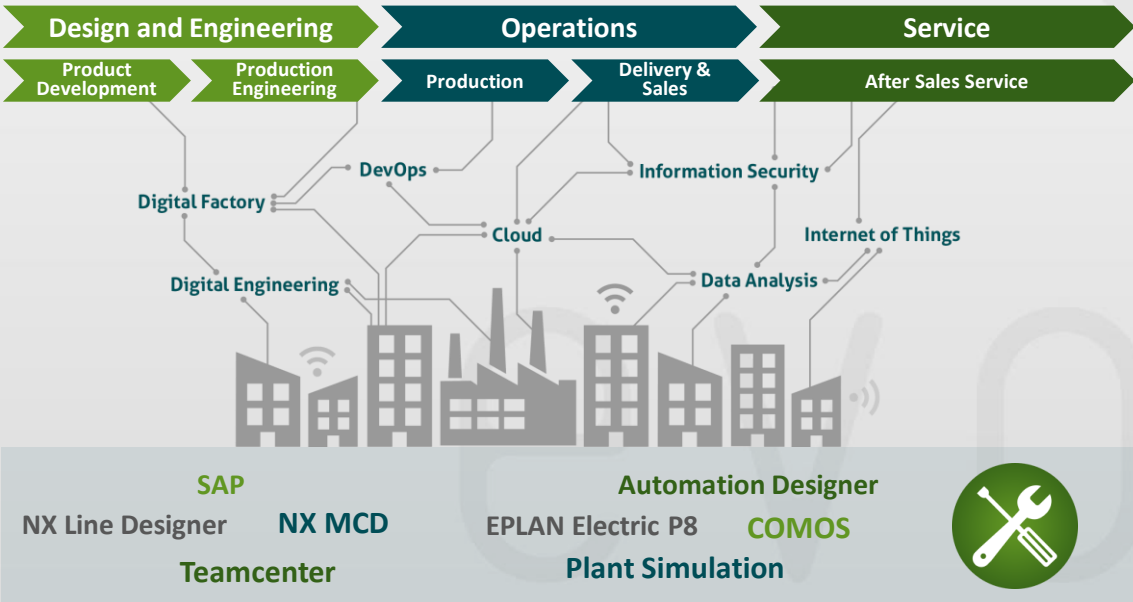 Design and Engineering
Operations
Service
Product
Development
Production
Engineering
Production
Delivery &
Sales
After Sales Service
DevOps
Information Security
Digital Factory
Cloud
Internet of Things
Digital Engineering
Data Analysis
evo
SAP
Automation Designer
NX Line Designer
NX MCD
EPLAN Electric P8
COMOS
Teamcenter
Plant Simulation